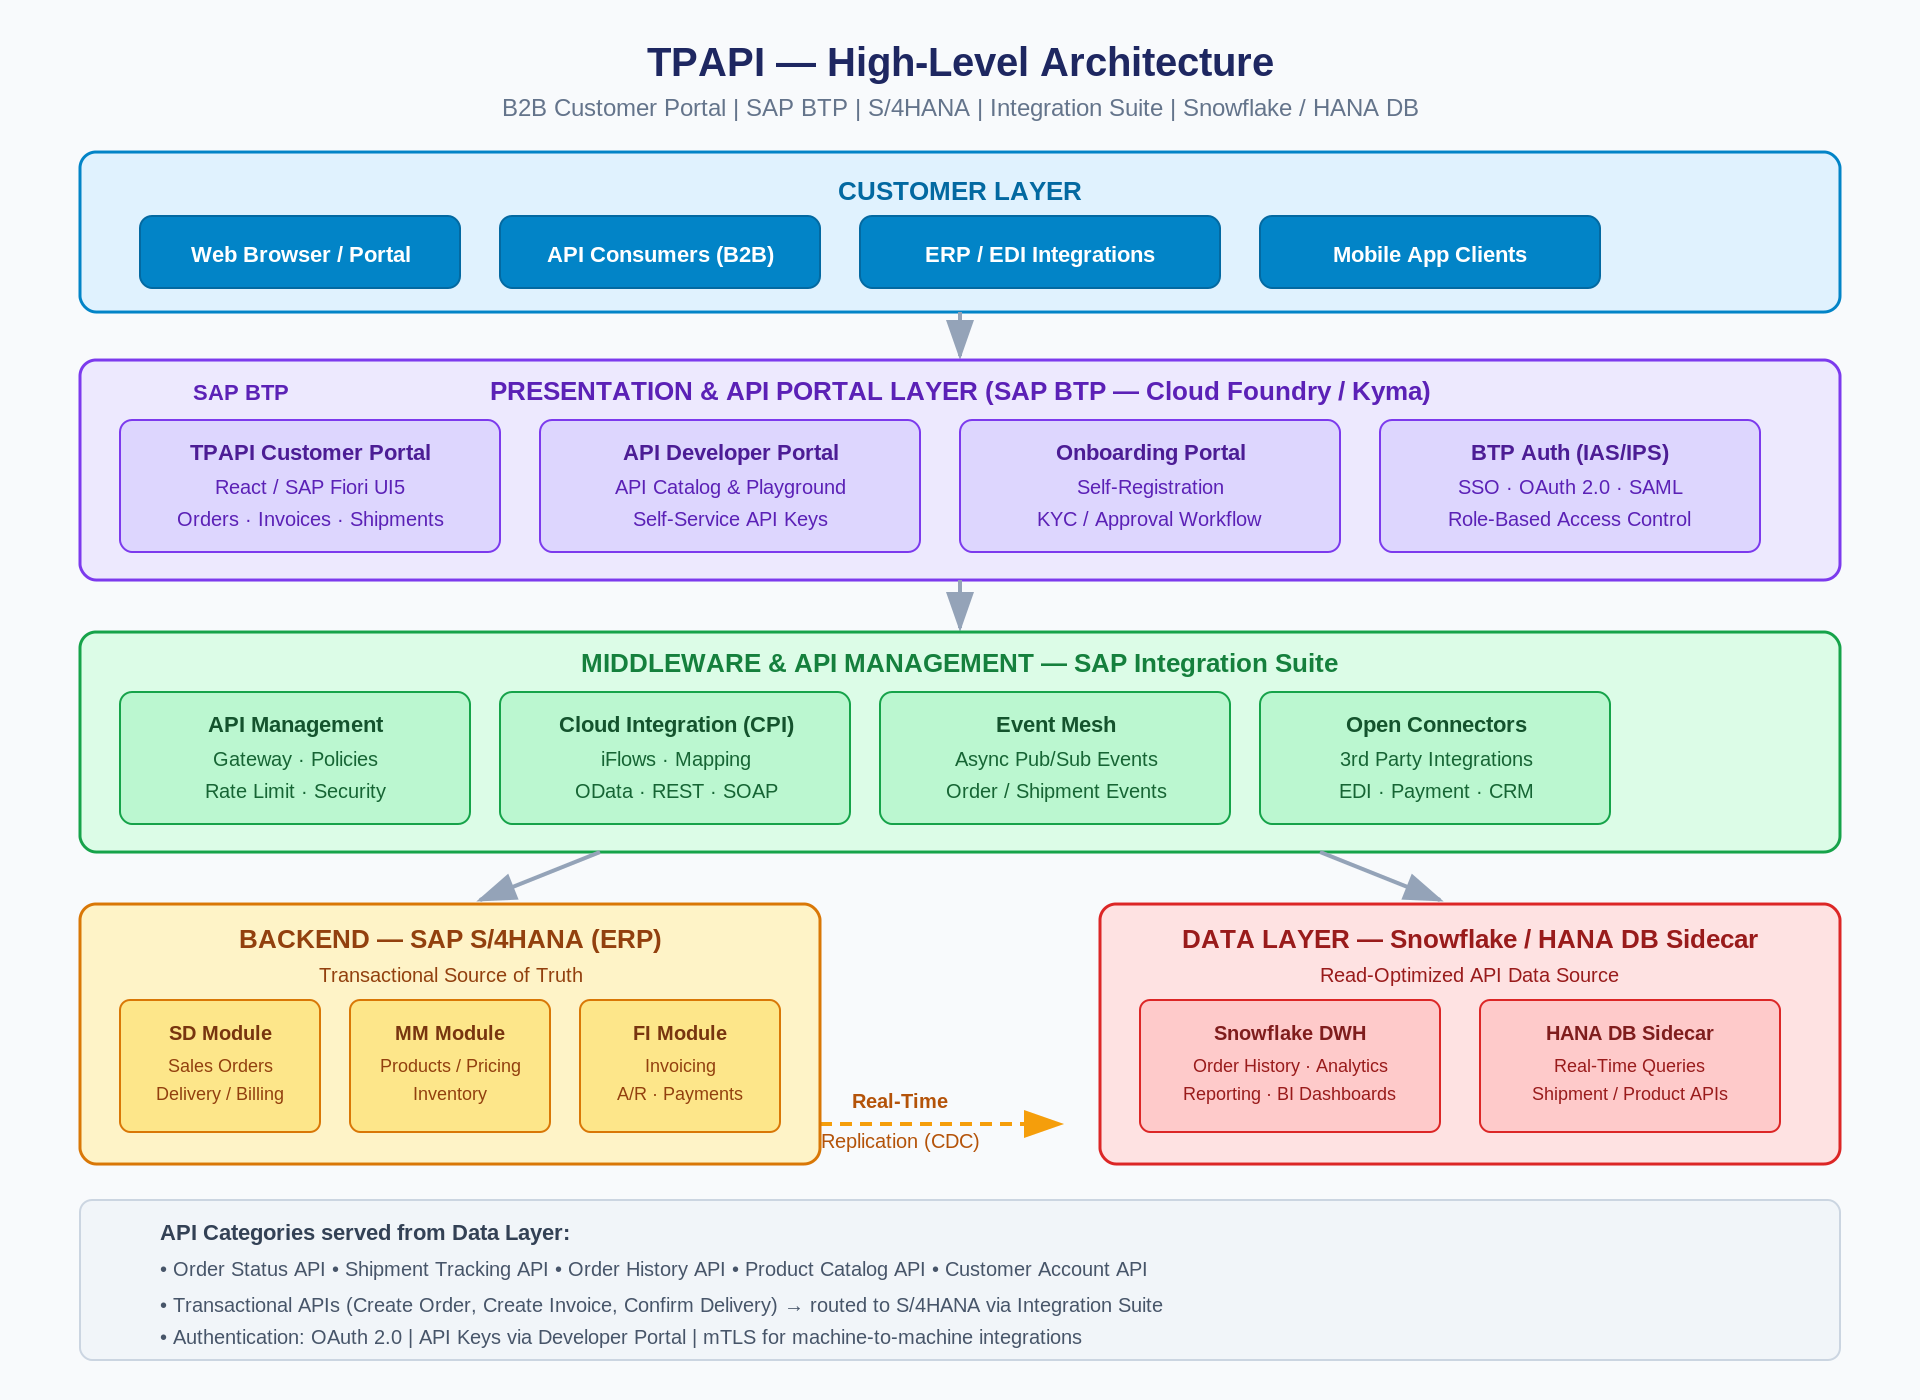 TPAPI — High-Level Architecture
B2B Customer Portal | SAP BTP | S/4HANA | Integration Suite | Snowflake / HANA DB
CUSTOMER LAYER
Web Browser / Portal
API Consumers (B2B)
ERP / EDI Integrations
Mobile App Clients
SAP BTP
PRESENTATION & API PORTAL LAYER (SAP BTP — Cloud Foundry / Kyma)
TPAPI Customer Portal
React / SAP Fiori UI5
Orders · Invoices · Shipments
API Developer Portal
API Catalog & Playground
Self-Service API Keys
Onboarding Portal
Self-Registration
KYC / Approval Workflow
BTP Auth (IAS/IPS)
SSO · OAuth 2.0 · SAML
Role-Based Access Control
MIDDLEWARE & API MANAGEMENT — SAP Integration Suite
API Management
Gateway · Policies
Rate Limit · Security
Cloud Integration (CPI)
iFlows · Mapping
OData · REST · SOAP
Event Mesh
Async Pub/Sub Events
Order / Shipment Events
Open Connectors
3rd Party Integrations
EDI · Payment · CRM
BACKEND — SAP S/4HANA (ERP)
Transactional Source of Truth
SD Module
Sales Orders
Delivery / Billing
MM Module
Products / Pricing
Inventory
FI Module
Invoicing
A/R · Payments
Real-Time
Replication (CDC)
DATA LAYER — Snowflake / HANA DB Sidecar
Read-Optimized API Data Source
Snowflake DWH
Order History · Analytics
Reporting · BI Dashboards
HANA DB Sidecar
Real-Time Queries
Shipment / Product APIs
API Categories served from Data Layer:
• Order Status API • Shipment Tracking API • Order History API • Product Catalog API • Customer Account API
• Transactional APIs (Create Order, Create Invoice, Confirm Delivery) → routed to S/4HANA via Integration Suite
• Authentication: OAuth 2.0 | API Keys via Developer Portal | mTLS for machine-to-machine integrations